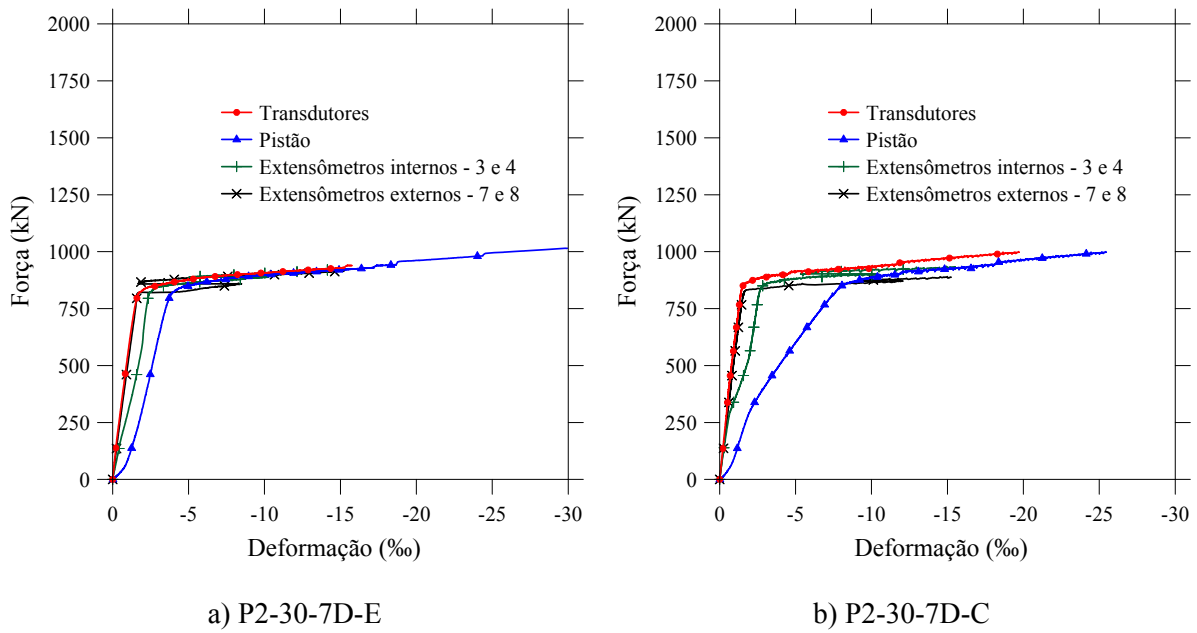 2000
1750
1500
1250
1000
750
500
250
0
Força (kN)
Transdutores
Pistão
Extensômetros internos - 3 e 4
Extensômetros externos - 7 e 8
0 -5 -10 -15 -20 -25 -30
Deformação (‰)
a) P2-30-7D-E
2000
1750
1500
1250
1000
750
500
250
0
Força (kN)
Transdutores
Pistão
Extensômetros internos - 3 e 4
Extensômetros externos - 7 e 8
0 -5 -10 -15 -20 -25 -30
Deformação (‰)
b) P2-30-7D-C